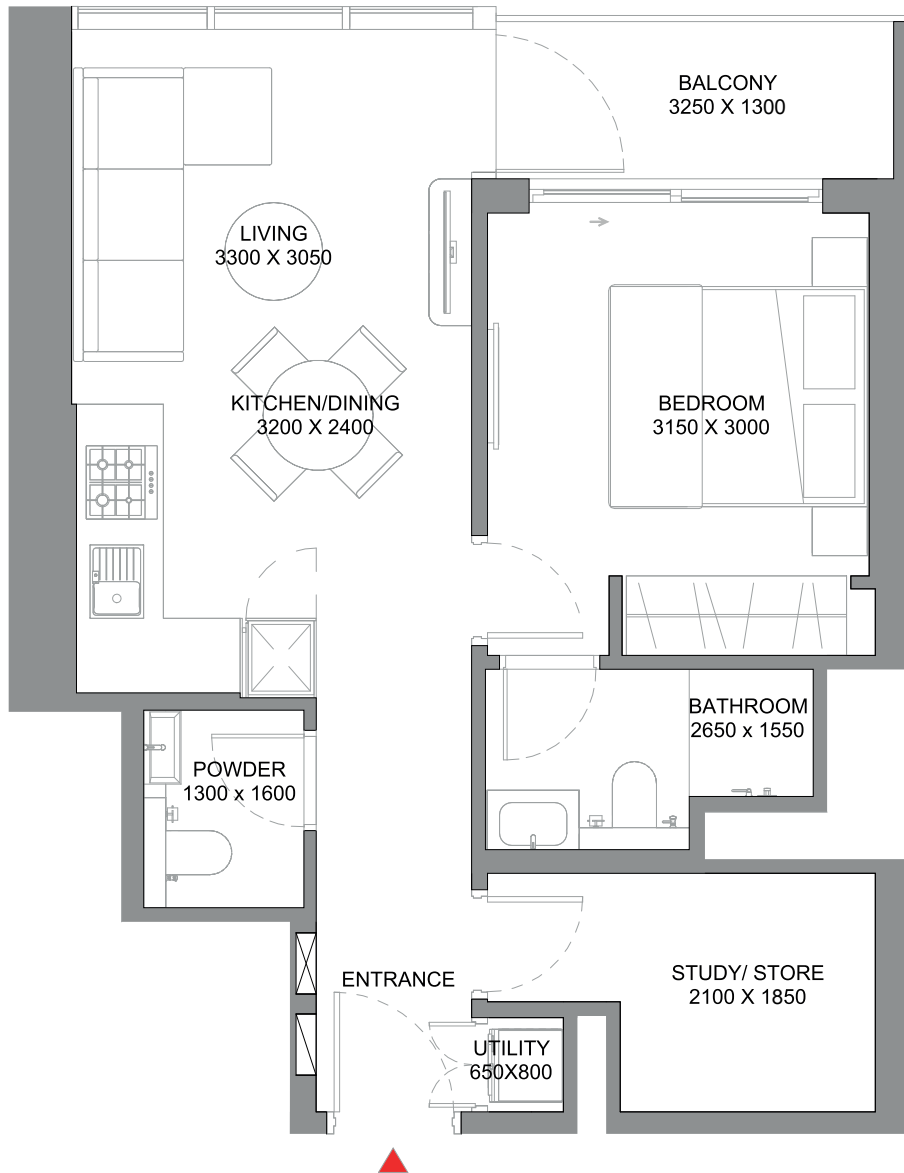 BALCONY
3250 X 1300
LIVING
3300 X 3050
KITCHEN/DINING
3200 X 2400
BEDROOM
3150 X 3000
BATHROOM
2650 x 1550
POWDER
1300 x 1600
ENTRANCE
STUDY/ STORE
2100 X 1850
UTILITY
650X800